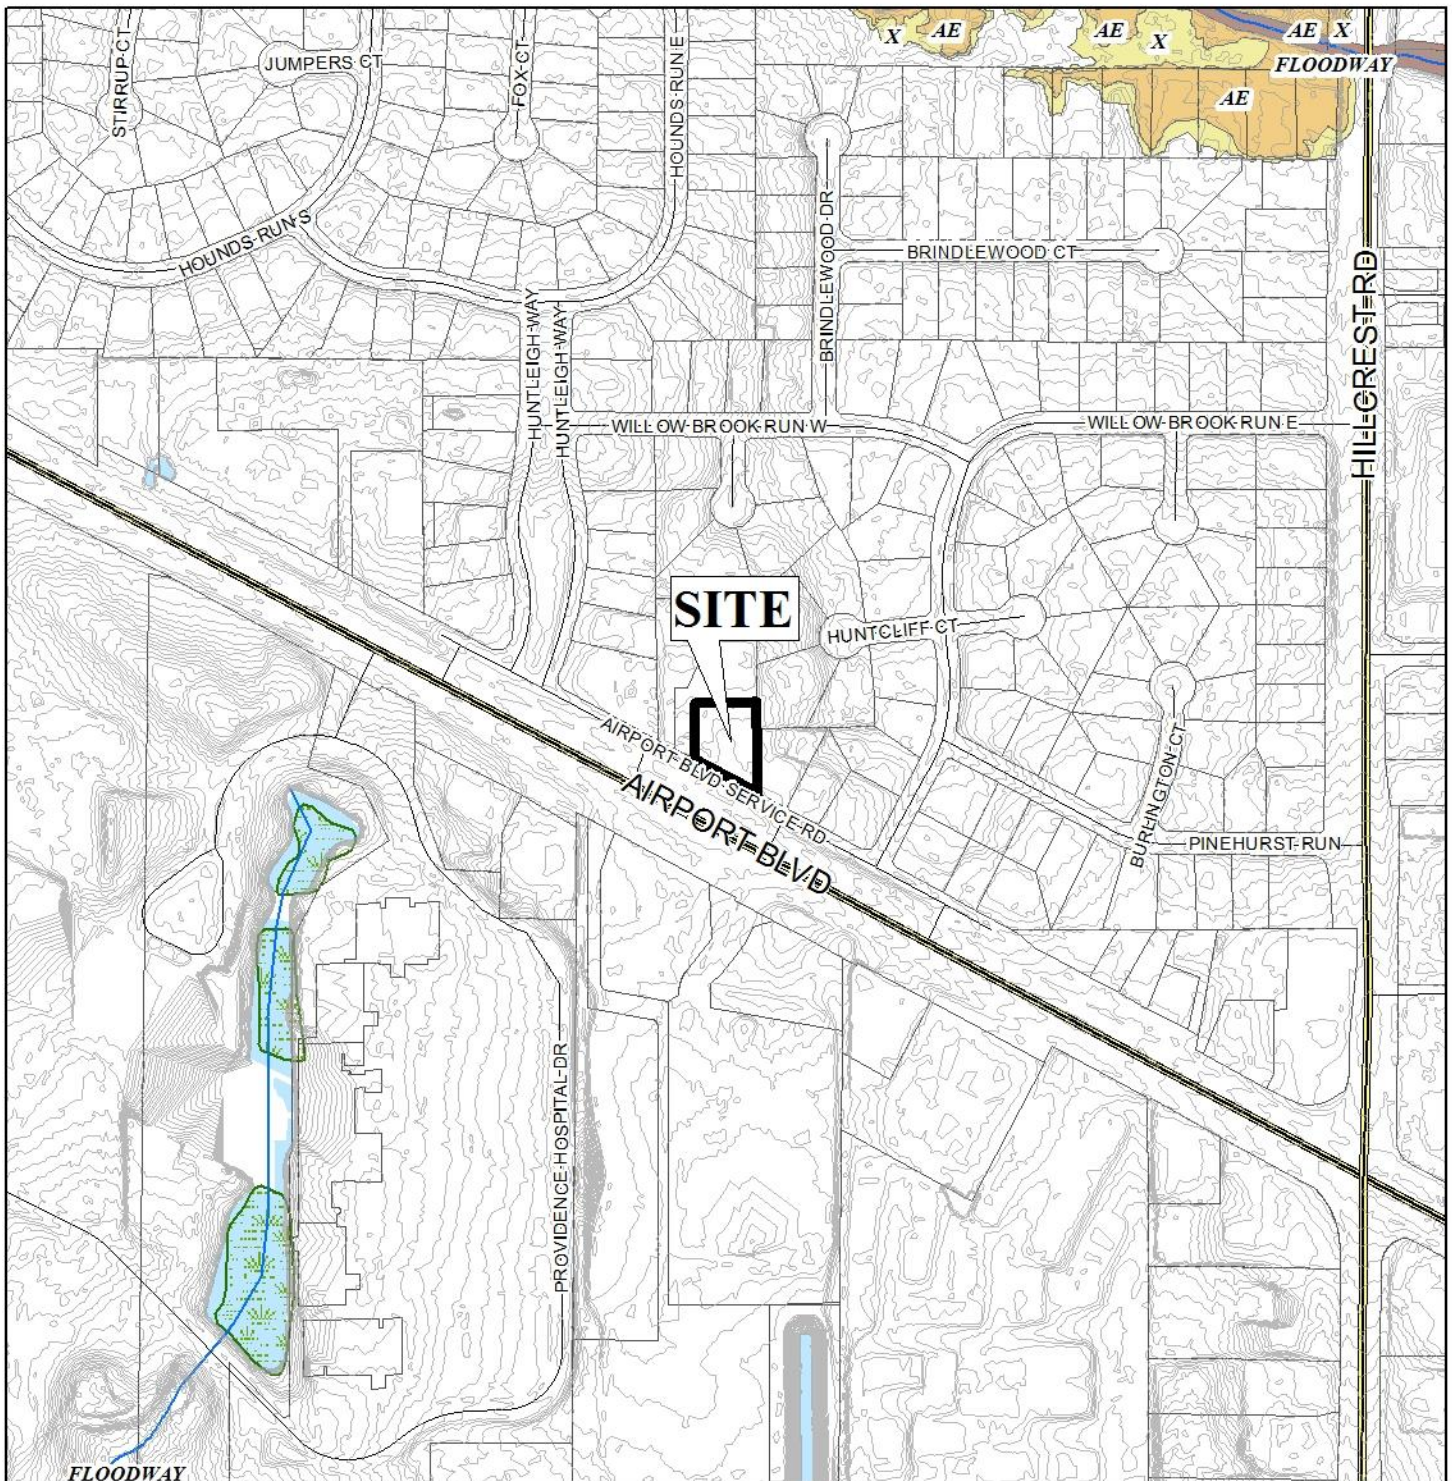 X
AE
AE
X
AE
X
FLOODWAY
AE
STIRRUP CT
JUMPERS CT
FOX CT
HOUNDS RUN E
HOUNDS RUN S
BRINDLEWOOD DR
BRINDLEWOOD CT
HILLCREST RD
HUNTLEIGH WAY
HUNTLEIGH WAY
WILLOW BROOK RUN W
WILLOW BROOK RUN E
SITE
HUNTCLIFF CT
AIRPORT BLVD SERVICE RD
AIRPORT BLVD
BURLINGTON CT
PINEHURST RUN
PROVIDENCE HOSPITAL DR
FLOODWAY